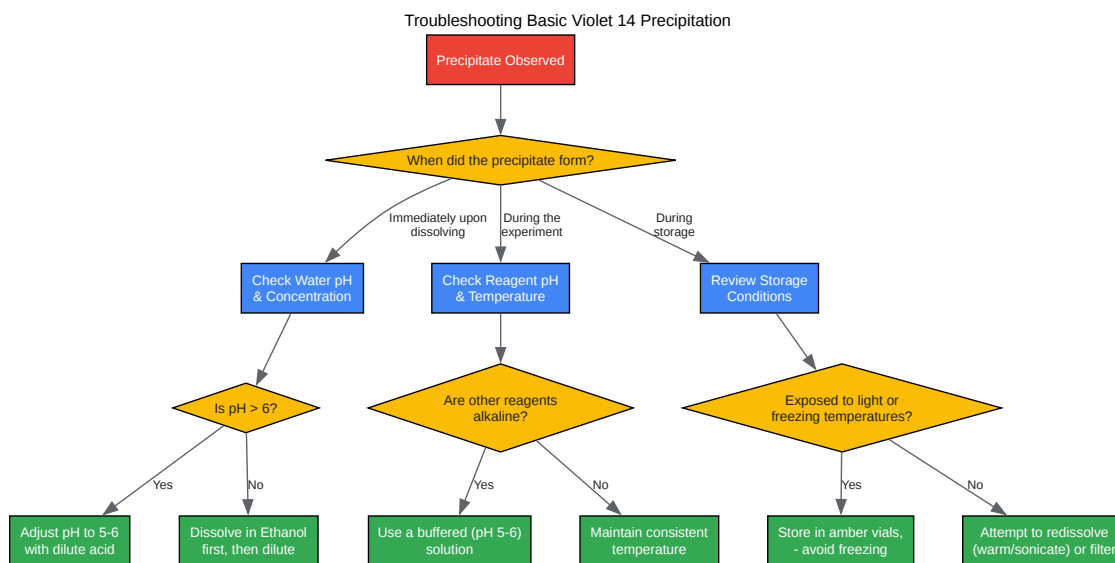 Troubleshooting Basic Violet 14 Precipitation
Precipitate Observed
When did the precipitate form?
Immediately upon
dissolving
During the
experiment
During
storage
Check Water pH
& Concentration
Check Reagent pH
& Temperature
Review Storage
Conditions
Is pH > 6?
Are other reagents
alkaline?
Exposed to light or
freezing temperatures?
Yes
No
Yes
No
Yes
No
Adjust pH to 5-6
with dilute acid
Dissolve in Ethanol
first, then dilute
Use a buffered (pH 5-6)
solution
Maintain consistent
temperature
Store in amber vials,
- avoid freezing
Attempt to redissolve
(warm/sonicate) or filter